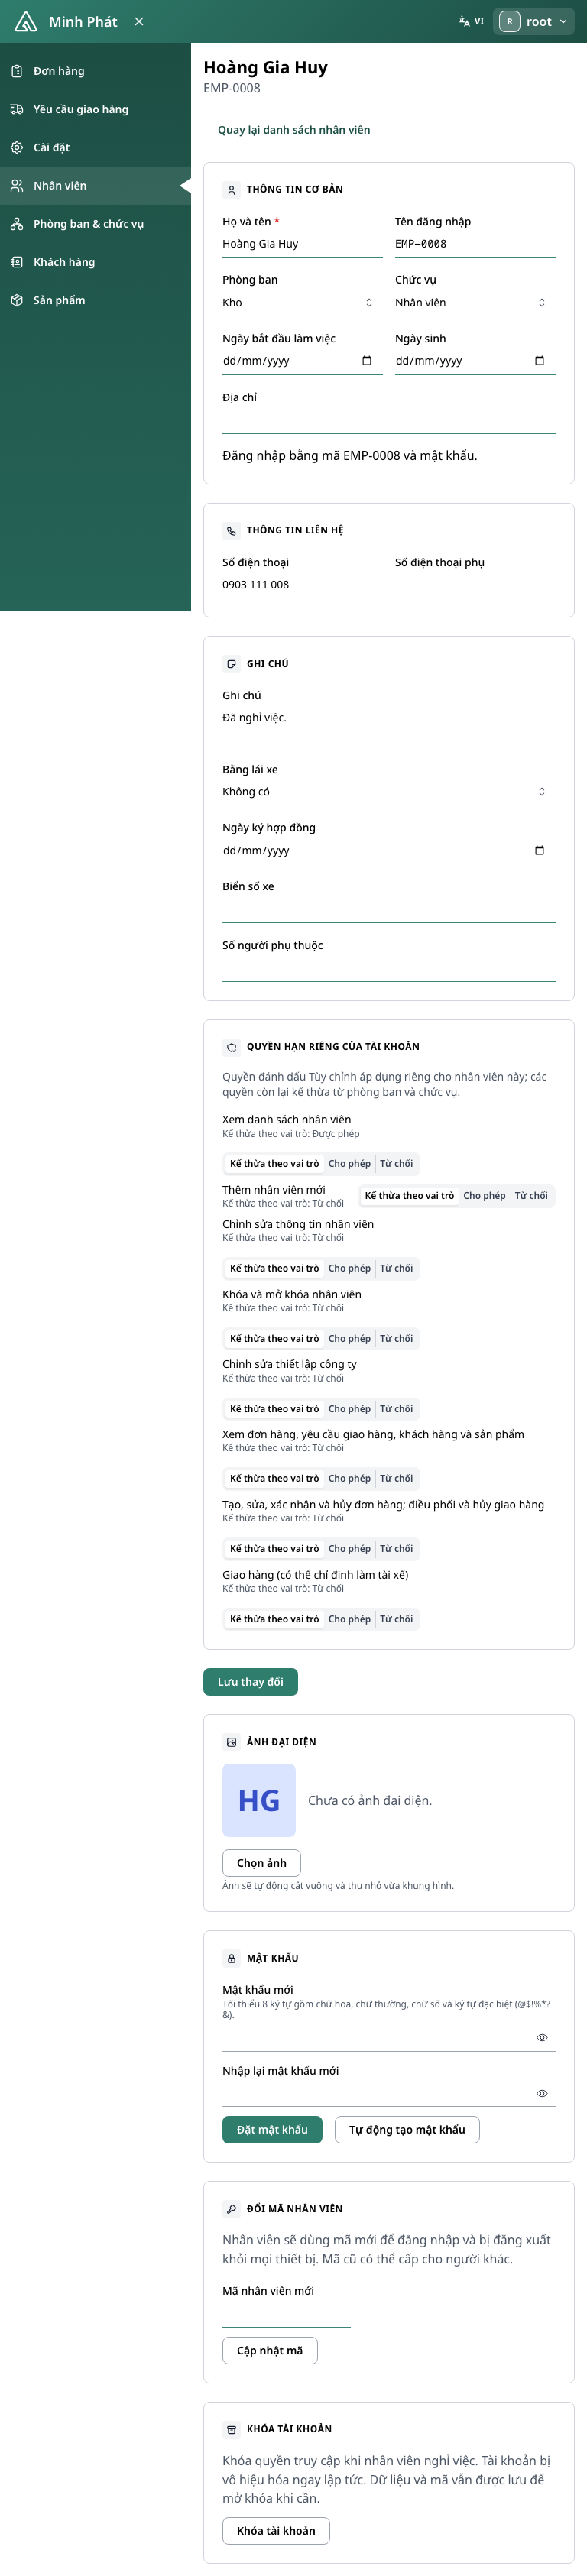 Minh Phát
VI
R
root
Đơn hàng
Yêu cầu giao hàng
Cài đặt
Nhân viên
Phòng ban & chức vụ
Khách hàng
Sản phẩm
Hoàng Gia Huy
EMP-0008
Quay lại danh sách nhân viên
THÔNG TIN CƠ BẢN
Họ và tên *
Tên đăng nhập
Hoàng Gia Huy
EMP-0008
Phòng ban
Chức vụ
Kho
Nhân viên
Ngày bắt đầu làm việc
Ngày sinh
dd/mm/yyyy
dd/mm/yyyy
Địa chỉ
Đăng nhập bằng mã EMP-0008 và mật khẩu.
THÔNG TIN LIÊN HỆ
Số điện thoại
Số điện thoại phụ
0903 111 008
GHI CHÚ
Ghi chú
Đã nghỉ việc.
Bằng lái xe
Không có
Ngày ký hợp đồng
dd/mm/yyyy
Biển số xe
Số người phụ thuộc
QUYỀN HẠN RIÊNG CỦA TÀI KHOẢN
Quyền đánh dấu Tùy chỉnh áp dụng riêng cho nhân viên này; các
quyền còn lại kế thừa từ phòng ban và chức vụ.
Xem danh sách nhân viên
Kế thừa theo vai trò: Được phép
Kế thừa theo vai trò Cho phép Từ chối
Thêm nhân viên mới
Kế thừa theo vai trò: Từ chối
Kế thừa theo vai trò Cho phép Từ chối
Chỉnh sửa thông tin nhân viên
Kế thừa theo vai trò: Từ chối
Kế thừa theo vai trò Cho phép Từ chối
Khóa và mở khóa nhân viên
Kế thừa theo vai trò: Từ chối
Kế thừa theo vai trò Cho phép Từ chối
Chỉnh sửa thiết lập công ty
Kế thừa theo vai trò: Từ chối
Kế thừa theo vai trò Cho phép Từ chối
Xem đơn hàng, yêu cầu giao hàng, khách hàng và sản phẩm
Kế thừa theo vai trò: Từ chối
Kế thừa theo vai trò Cho phép Từ chối
Tạo, sửa, xác nhận và hủy đơn hàng; điều phối và hủy giao hàng
Kế thừa theo vai trò: Từ chối
Kế thừa theo vai trò Cho phép Từ chối
Giao hàng (có thể chỉ định làm tài xế)
Kế thừa theo vai trò: Từ chối
Kế thừa theo vai trò Cho phép Từ chối
Lưu thay đổi
ẢNH ĐẠI DIỆN
HG
Chưa có ảnh đại diện.
Chọn ảnh
Ảnh sẽ tự động cắt vuông và thu nhỏ vừa khung hình.
MẬT KHẨU
Mật khẩu mới
Tối thiểu 8 ký tự gồm chữ hoa, chữ thường, chữ số và ký tự đặc biệt (@$!%*?
&).
Nhập lại mật khẩu mới
Đặt mật khẩu
Tự động tạo mật khẩu
ĐỔI MÃ NHÂN VIÊN
Nhân viên sẽ dùng mã mới để đăng nhập và bị đăng xuất
khỏi mọi thiết bị. Mã cũ có thể cấp cho người khác.
Mã nhân viên mới
Cập nhật mã
KHÓA TÀI KHOẢN
Khóa quyền truy cập khi nhân viên nghỉ việc. Tài khoản bị
vô hiệu hóa ngay lập tức. Dữ liệu và mã vẫn được lưu để
mở khóa khi cần.
Khóa tài khoản